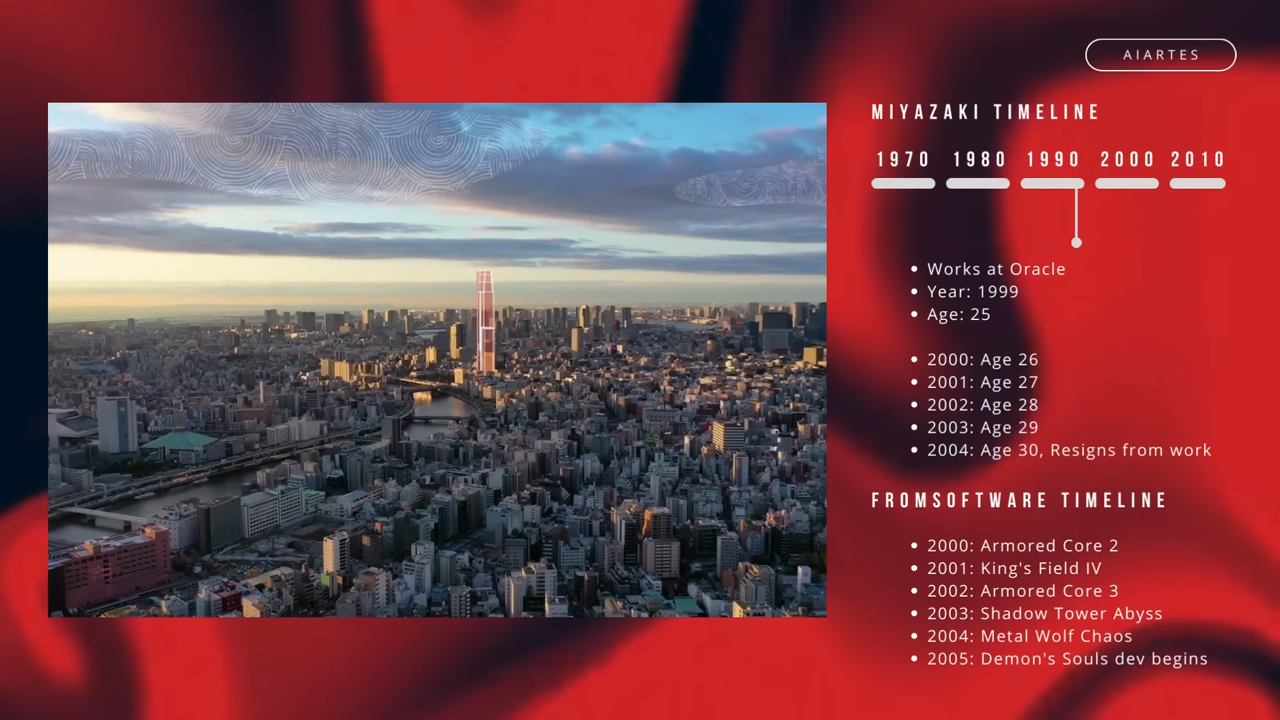 AIARTES
MIYAZAKI TIMELINE
1970 1980 1990 2000 2010
• Works at Oracle
• Year: 1999
• Age: 25
• 2000: Age 26
• 2001: Age 27
• 2002: Age 28
• 2003: Age 29
• 2004: Age 30, Resigns from work
FROMSOFTWARE TIMELINE
• 2000: Armored Core 2
• 2001: King's Field IV
• 2002: Armored Core 3
• 2003: Shadow Tower Abyss
• 2004: Metal Wolf Chaos
• 2005: Demon's Souls dev begins